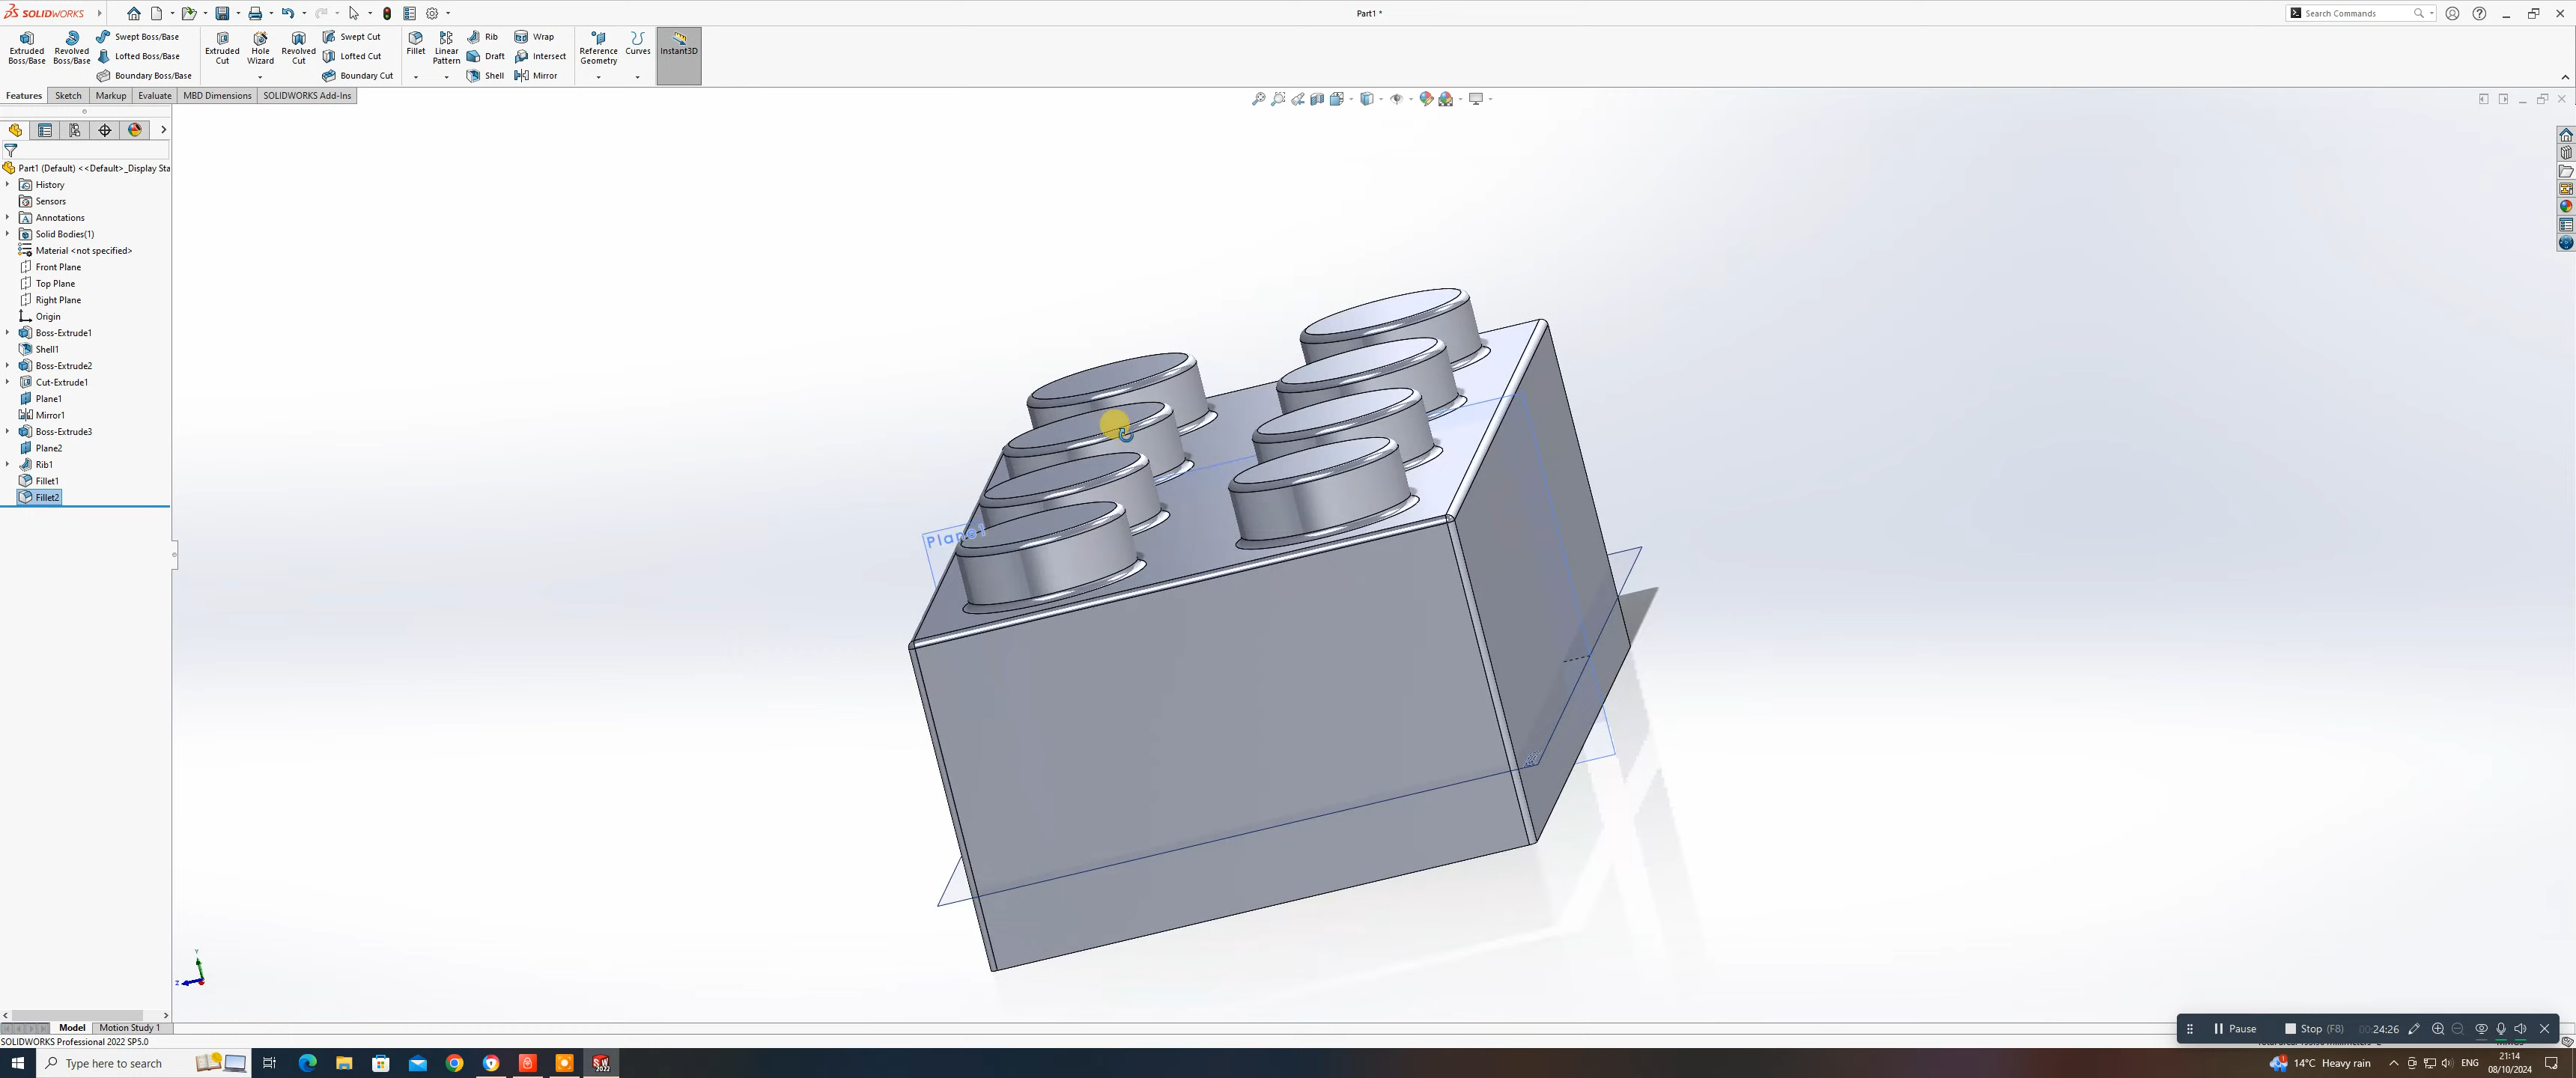 SOLIDWORKS
Part1 *
Search Commands
Extruded Boss/Base
Revolved Boss/Base
Swept Boss/Base
Lofted Boss/Base
Boundary Boss/Base
Extruded Cut
Hole Wizard
Revolved Cut
Swept Cut
Lofted Cut
Boundary Cut
Fillet
Linear Pattern
Rib
Draft
Shell
Wrap
Intersect
Mirror
Reference Geometry
Curves
Instant3D
Features
Sketch
Markup
Evaluate
MBD Dimensions
SOLIDWORKS Add-Ins
Part1 (Default) <<Default>_Display Sta
History
Sensors
Annotations
Solid Bodies(1)
Material <not specified>
Front Plane
Top Plane
Right Plane
Origin
Boss-Extrude1
Shell1
Boss-Extrude2
Cut-Extrude1
Plane1
Mirror1
Boss-Extrude3
Plane2
Rib1
Fillet1
Fillet2
Plane1
Y
Z
Model
Motion Study 1
SOLIDWORKS Professional 2022 SP5.0
Pause
Stop (F8)
00:24:26
Type here to search
14°C Heavy rain
ENG
21:14
08/10/2024